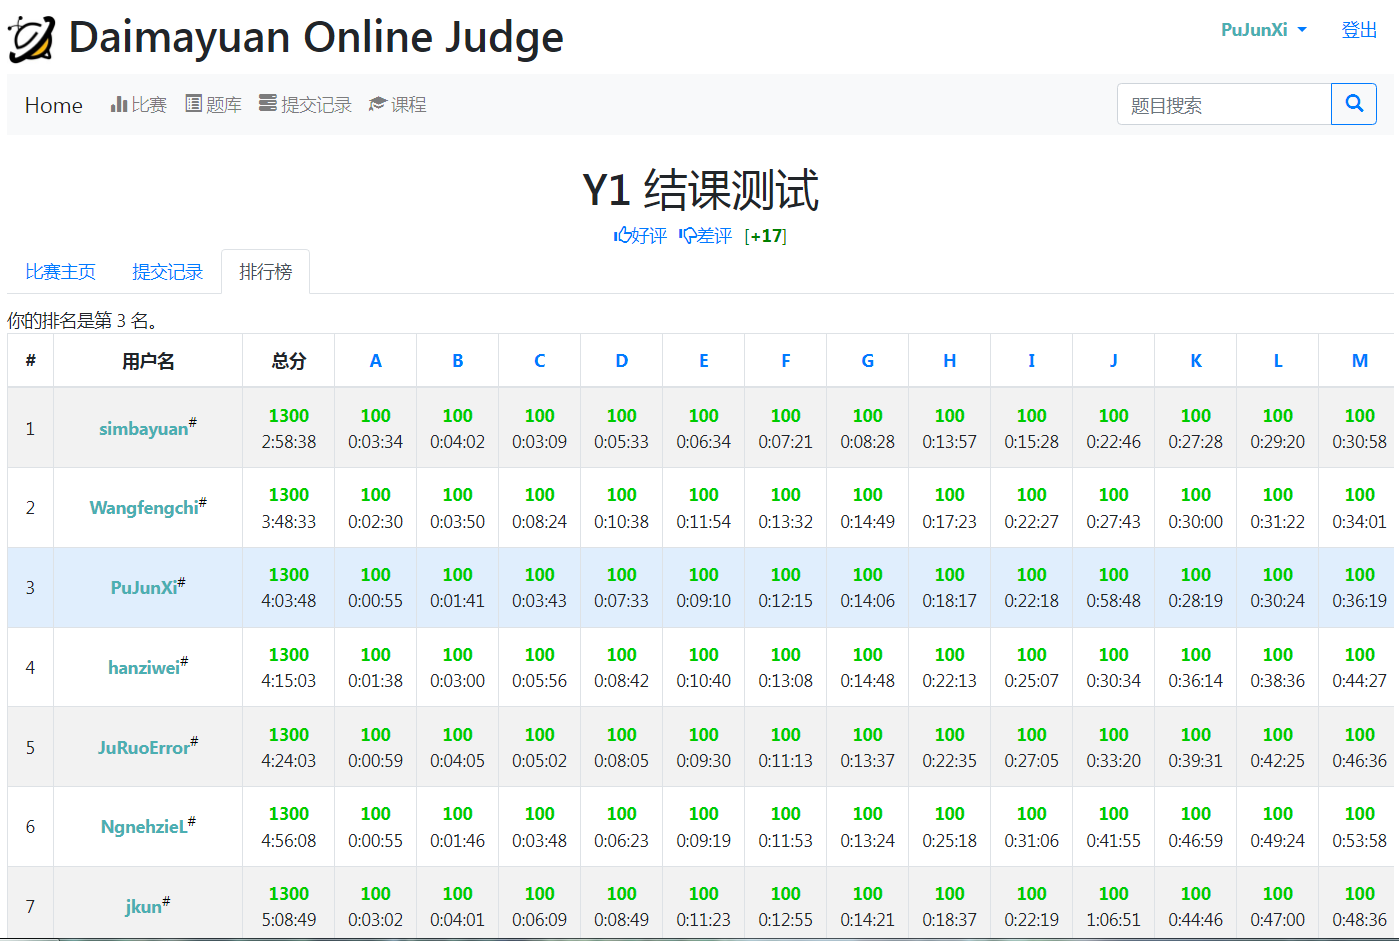 Daimayuan Online Judge
PuJunXi 登出
Home 比赛 题库 提交记录 课程 题目搜索
Y1 结课测试
好评 差评 [+17]
比赛主页 提交记录 排行榜
你的排名是第 3 名。
# 用户名 总分 A B C D E F G H I J K L M
1300 100 100 100 100 100 100 100 100 100 100 100 100 100
1 simbayuan#
2:58:38 0:03:34 0:04:02 0:03:09 0:05:33 0:06:34 0:07:21 0:08:28 0:13:57 0:15:28 0:22:46 0:27:28 0:29:20 0:30:58
1300 100 100 100 100 100 100 100 100 100 100 100 100 100
2 Wangfengchi#
3:48:33 0:02:30 0:03:50 0:08:24 0:10:38 0:11:54 0:13:32 0:14:49 0:17:23 0:22:27 0:27:43 0:30:00 0:31:22 0:34:01
1300 100 100 100 100 100 100 100 100 100 100 100 100 100
3 PuJunXi#
4:03:48 0:00:55 0:01:41 0:03:43 0:07:33 0:09:10 0:12:15 0:14:06 0:18:17 0:22:18 0:58:48 0:28:19 0:30:24 0:36:19
1300 100 100 100 100 100 100 100 100 100 100 100 100 100
4 hanziwei#
4:15:03 0:01:38 0:03:00 0:05:56 0:08:42 0:10:40 0:13:08 0:14:48 0:22:13 0:25:07 0:30:34 0:36:14 0:38:36 0:44:27
1300 100 100 100 100 100 100 100 100 100 100 100 100 100
5 JuRuoError#
4:24:03 0:00:59 0:04:05 0:05:02 0:08:05 0:09:30 0:11:13 0:13:37 0:22:35 0:27:05 0:33:20 0:39:31 0:42:25 0:46:36
1300 100 100 100 100 100 100 100 100 100 100 100 100 100
6 NgnehzieL#
4:56:08 0:00:55 0:01:46 0:03:48 0:06:23 0:09:19 0:11:53 0:13:24 0:25:18 0:31:06 0:41:55 0:46:59 0:49:24 0:53:58
1300 100 100 100 100 100 100 100 100 100 100 100 100 100
7 jkun#
5:08:49 0:03:02 0:04:01 0:06:09 0:08:49 0:11:23 0:12:55 0:14:21 0:18:37 0:22:19 1:06:51 0:44:46 0:47:00 0:48:36